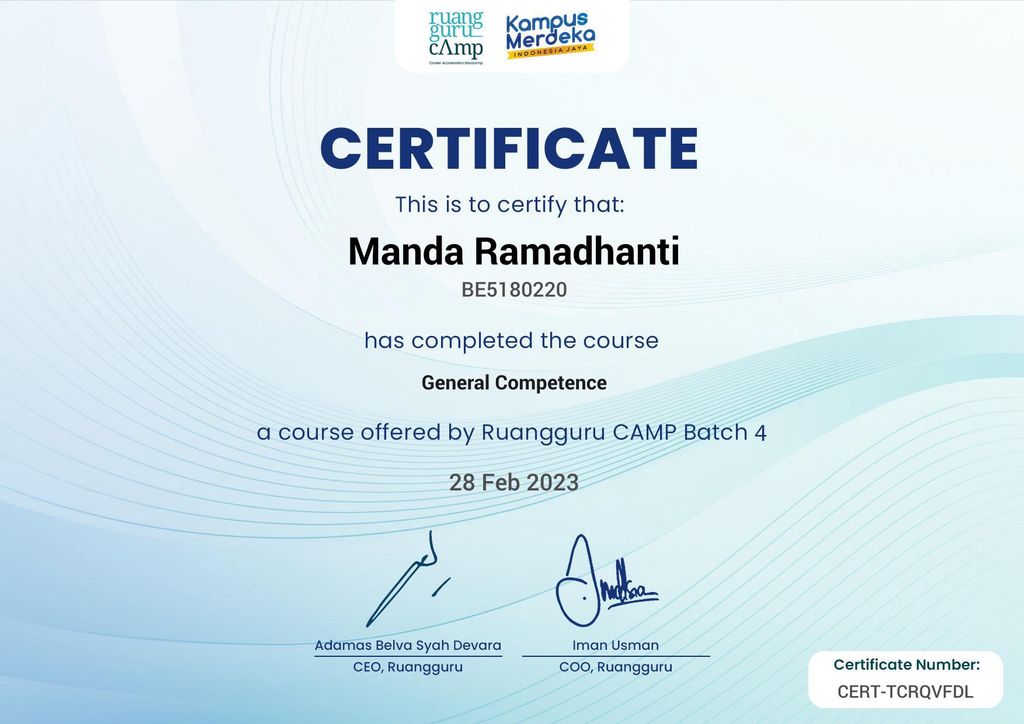 ruang
guru
cAmp
Career Acceleration Bootcamp
Kampus
Merdeka
INDONESIA JAYA
CERTIFICATE
This is to certify that:
Manda Ramadhanti
BE5180220
has completed the course
General Competence
a course offered by Ruangguru CAMP Batch 4
28 Feb 2023
Adamas Belva Syah Devara
CEO, Ruangguru
Iman Usman
COO, Ruangguru
Certificate Number:
CERT-TCRQVFDL